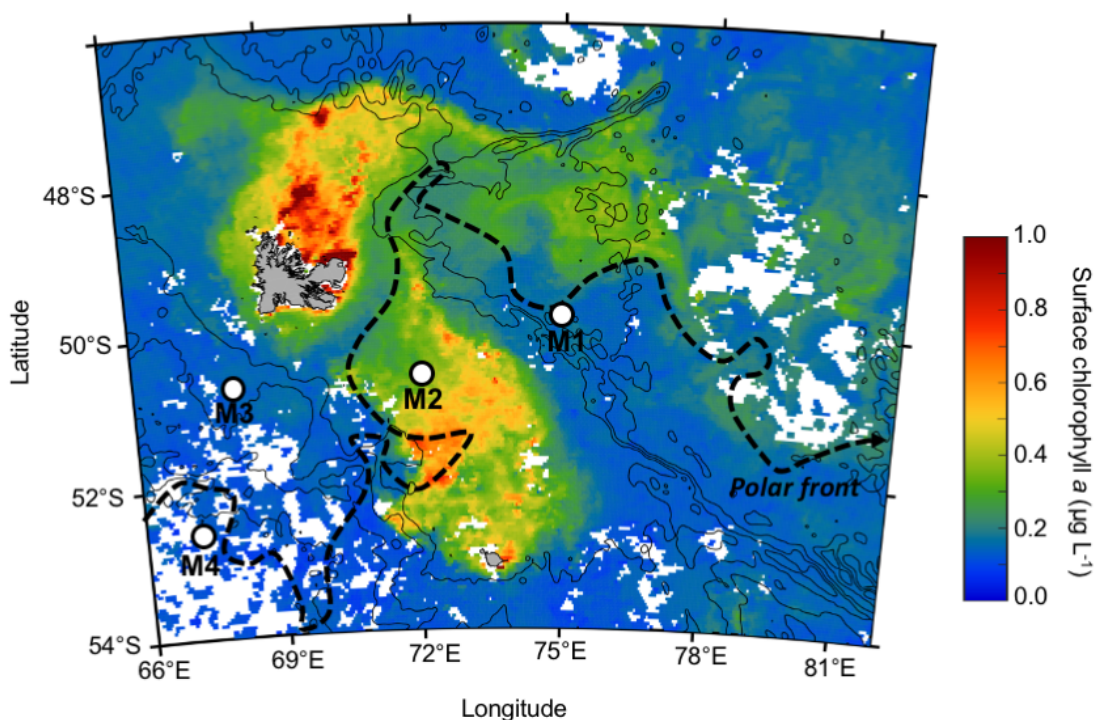 48°S
50°S
52°S
54°S
66°E
69°E
72°E
75°E
78°E
81°E
Latitude
Longitude
M1
M2
M3
M4
Polar front
1.0
0.8
0.6
0.4
0.2
0.0
Surface chlorophyll a (µg L⁻¹)